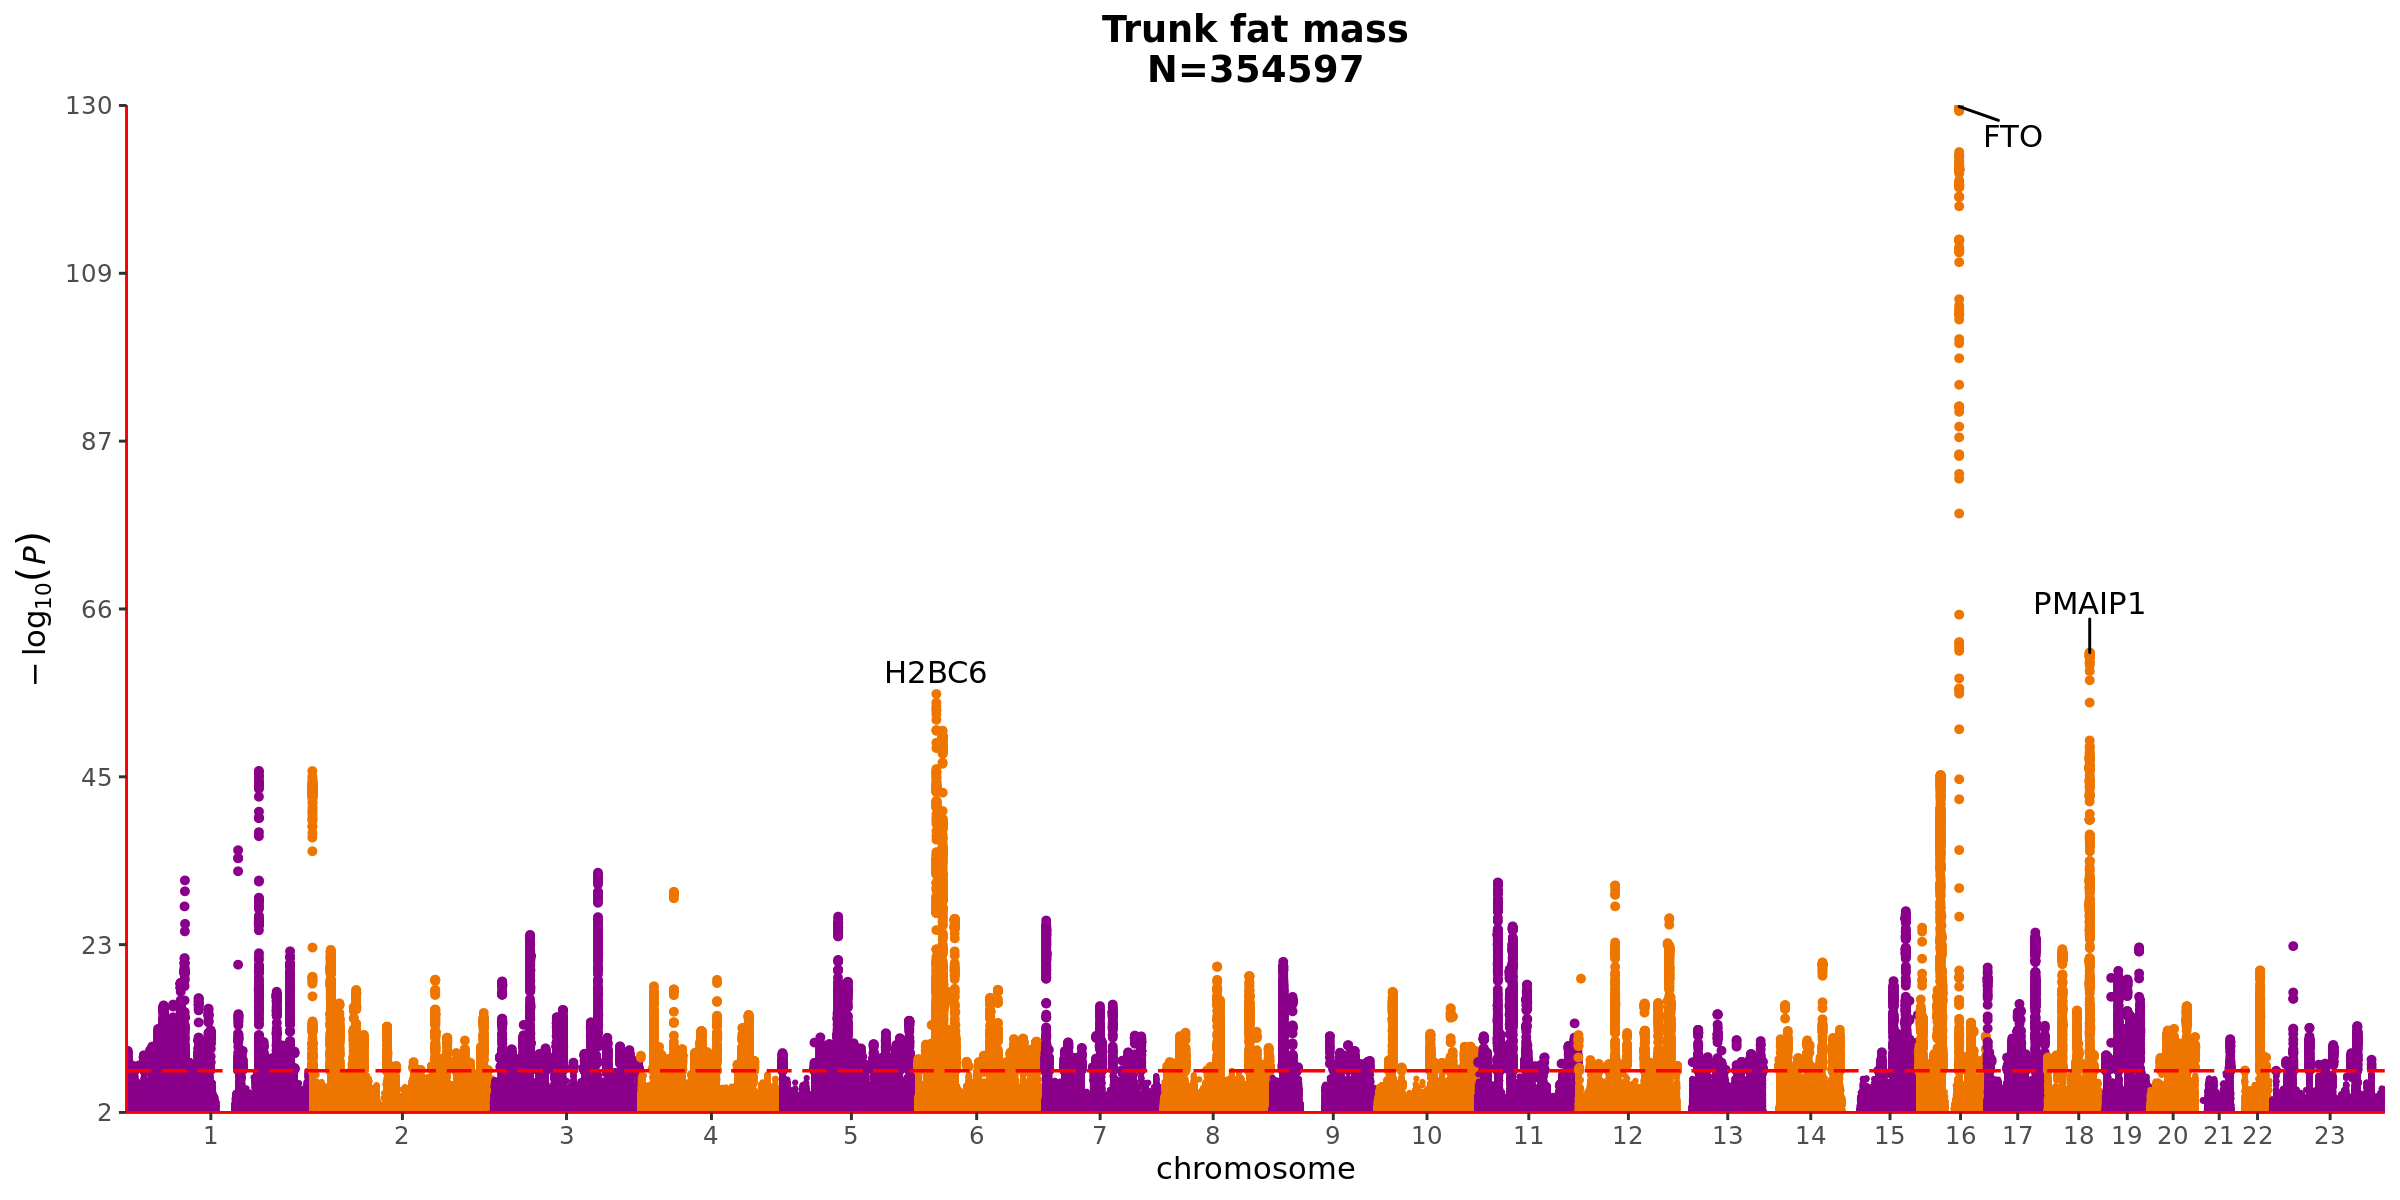 Trunk fat mass
N=354597
130
109
87
66
45
23
2
− log10(P)
FTO
PMAIP1
H2BC6
1 2 3 4 5 6 7 8 9 10 11 12 13 14 15 16 17 18 19 20 21 22 23
chromosome